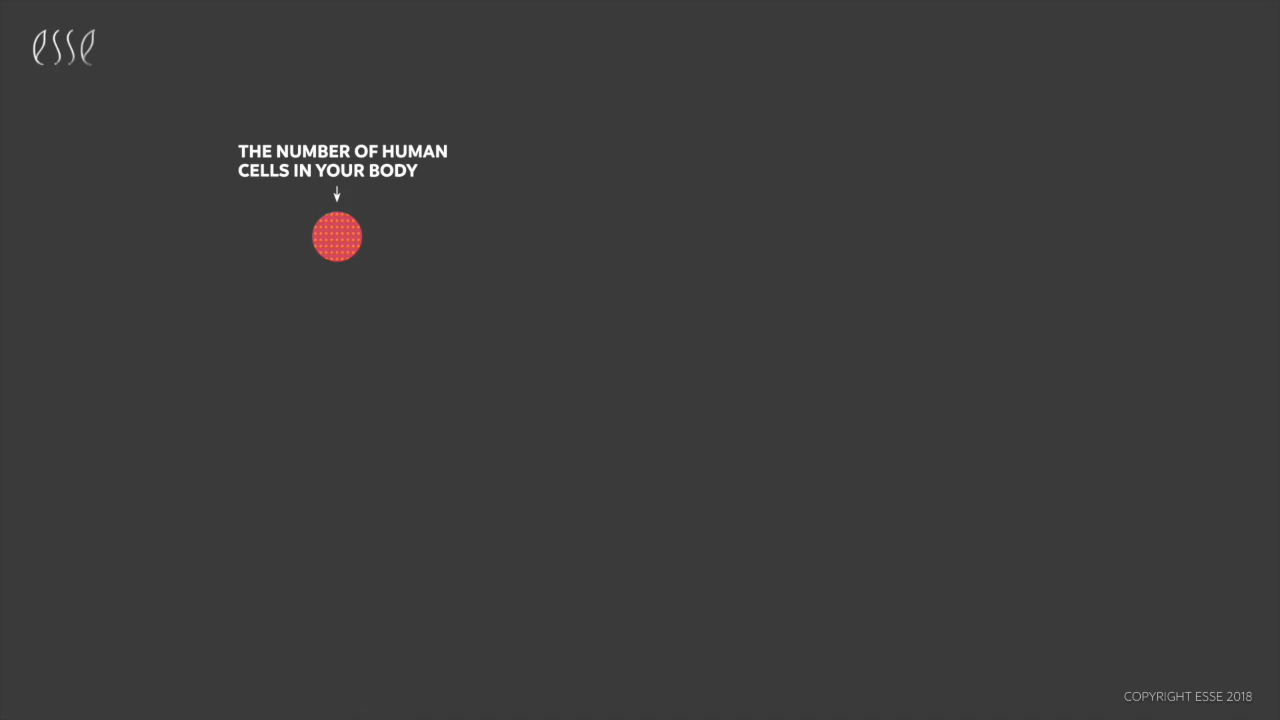 esse
THE NUMBER OF HUMAN
CELLS IN YOUR BODY
COPYRIGHT ESSE 2018